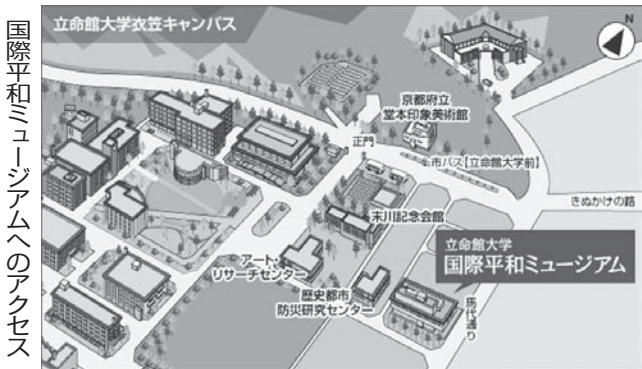 国際平和ミュージアムへのアクセス
立命館大学衣笠キャンパス
N
京都府立
堂本印象美術館
正門
市バス【立命館大学前】
きぬかけの路
末川記念会館
立命館大学
国際平和ミュージアム
アート・
リサーチセンター
歴史都市
防災研究センター
馬代通り